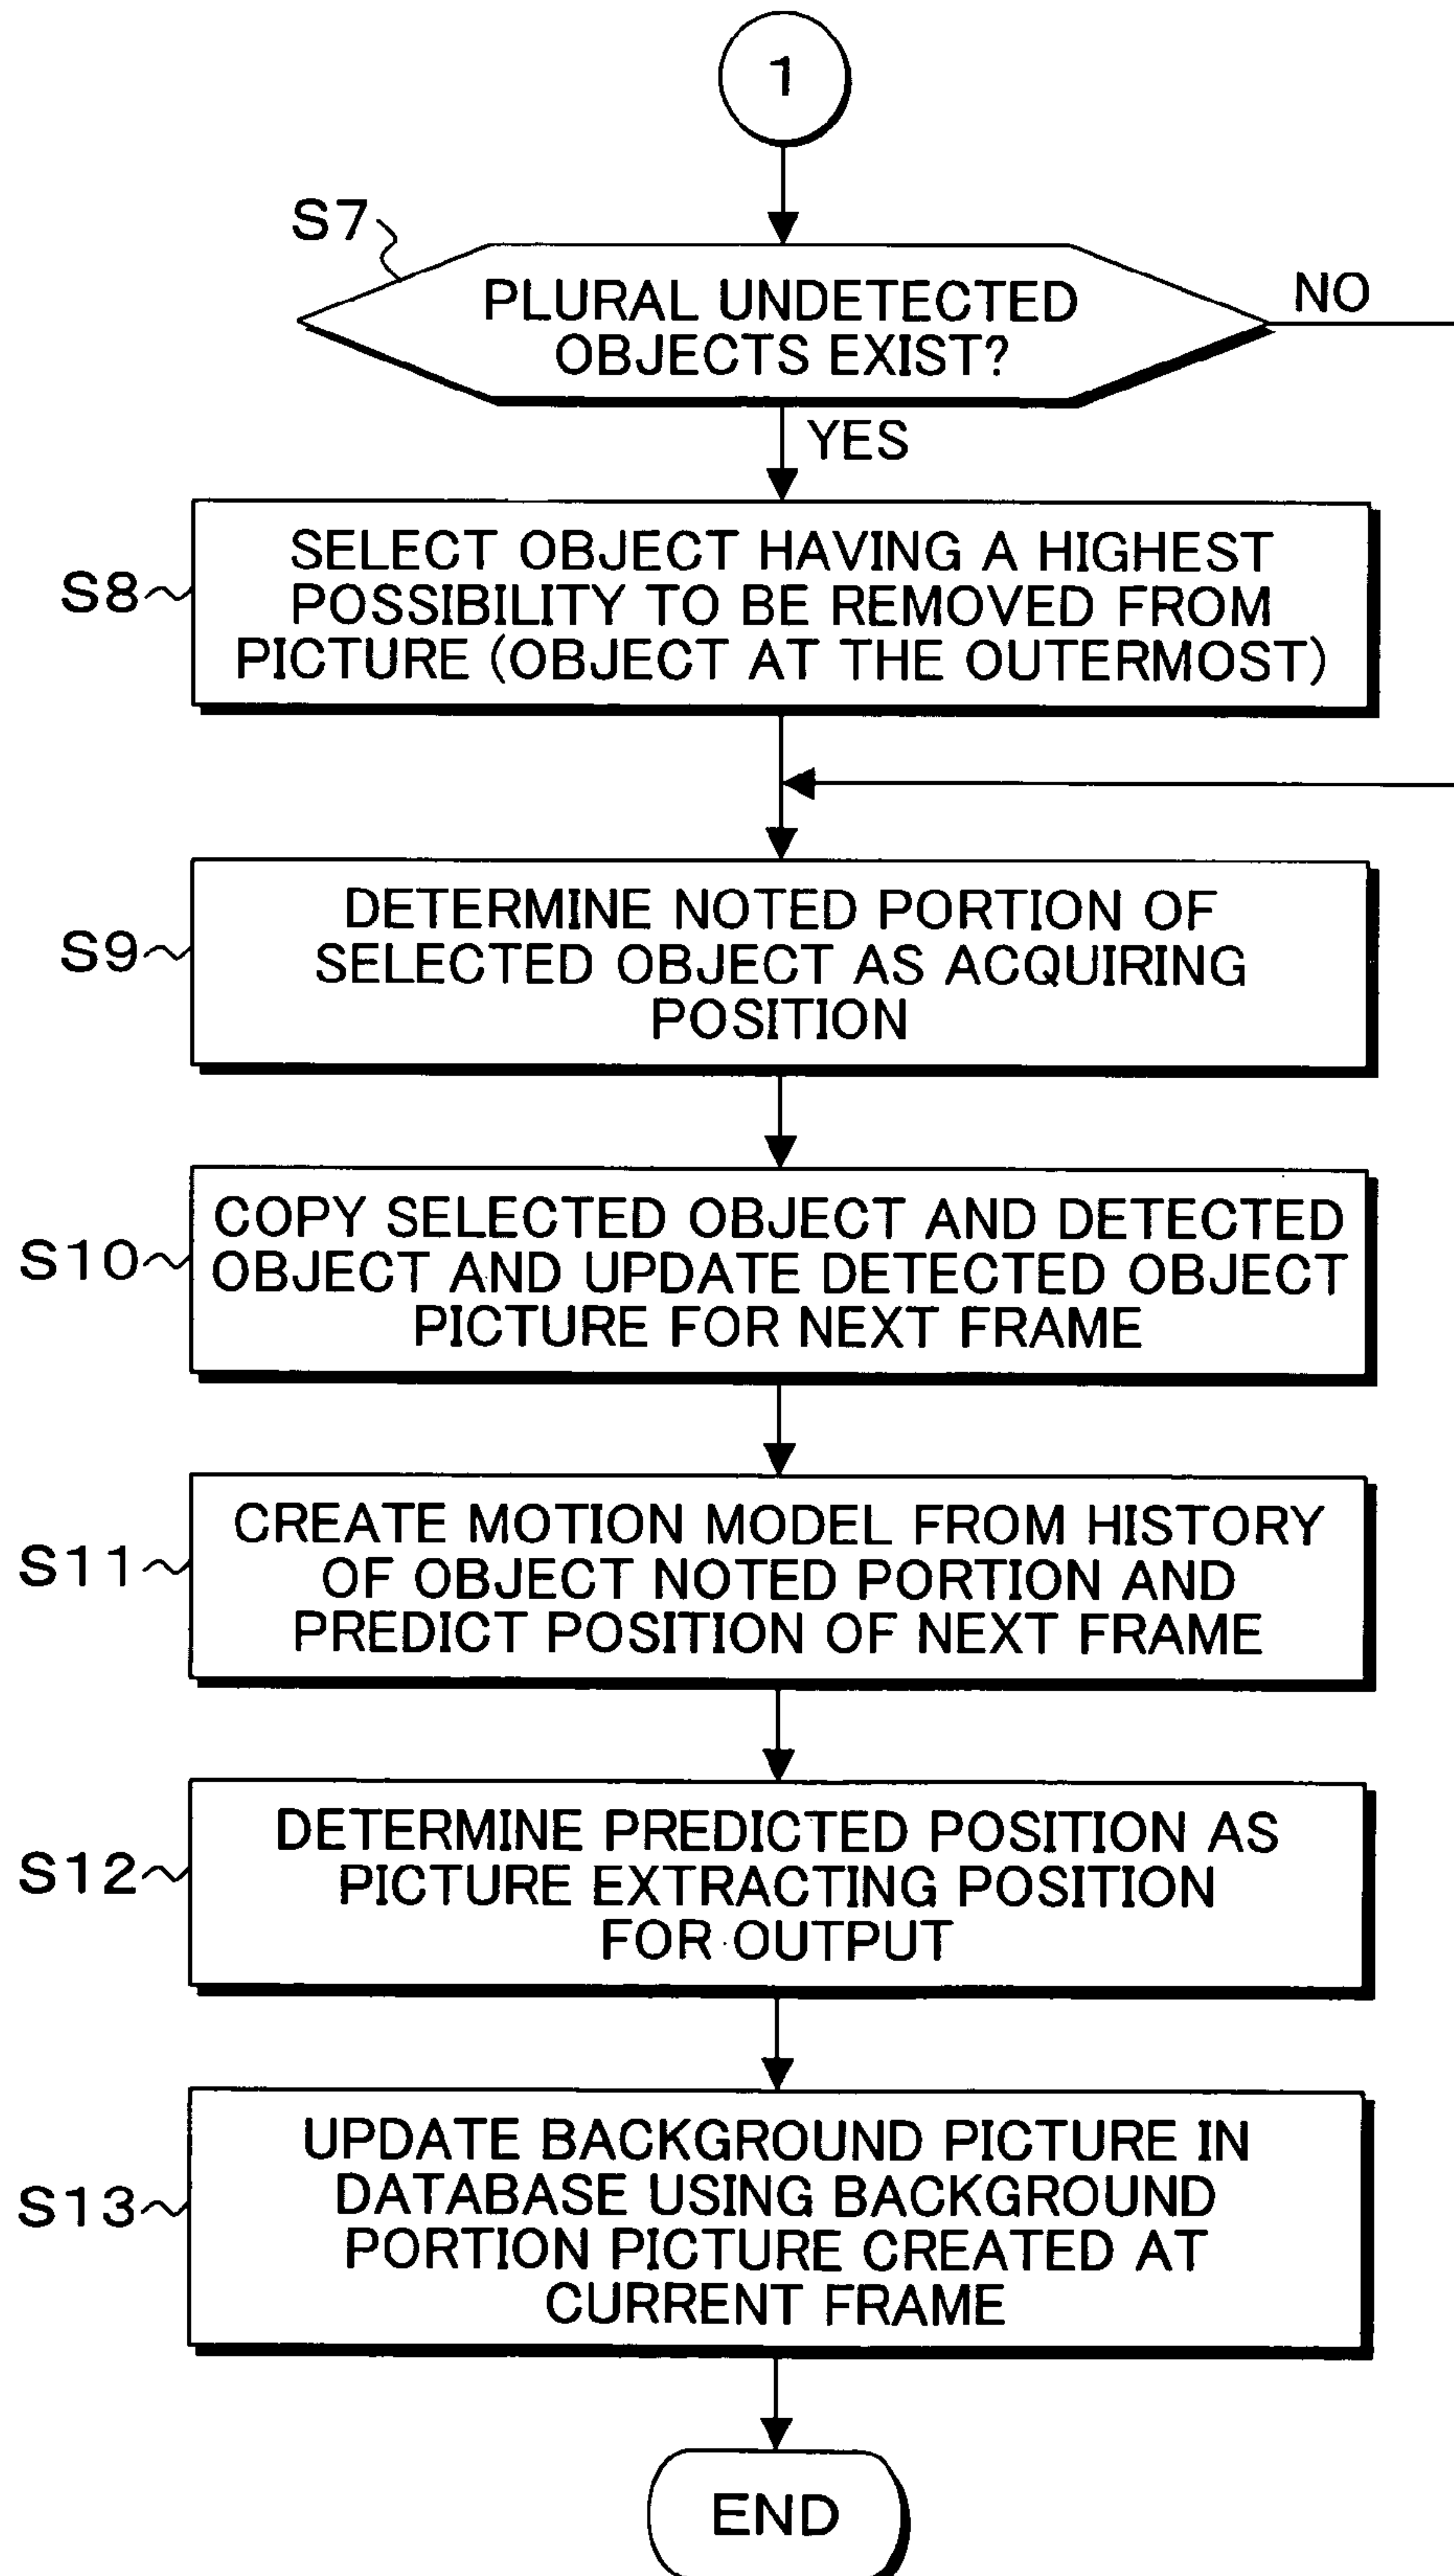 1
S7
PLURAL UNDETECTED
OBJECTS EXIST?
NO
YES
S8
SELECT OBJECT HAVING A HIGHEST
POSSIBILITY TO BE REMOVED FROM
PICTURE (OBJECT AT THE OUTERMOST)
S9
DETERMINE NOTED PORTION OF
SELECTED OBJECT AS ACQUIRING
POSITION
S10
COPY SELECTED OBJECT AND DETECTED
OBJECT AND UPDATE DETECTED OBJECT
PICTURE FOR NEXT FRAME
S11
CREATE MOTION MODEL FROM HISTORY
OF OBJECT NOTED PORTION AND
PREDICT POSITION OF NEXT FRAME
S12
DETERMINE PREDICTED POSITION AS
PICTURE EXTRACTING POSITION
FOR OUTPUT
S13
UPDATE BACKGROUND PICTURE IN
DATABASE USING BACKGROUND
PORTION PICTURE CREATED AT
CURRENT FRAME
END